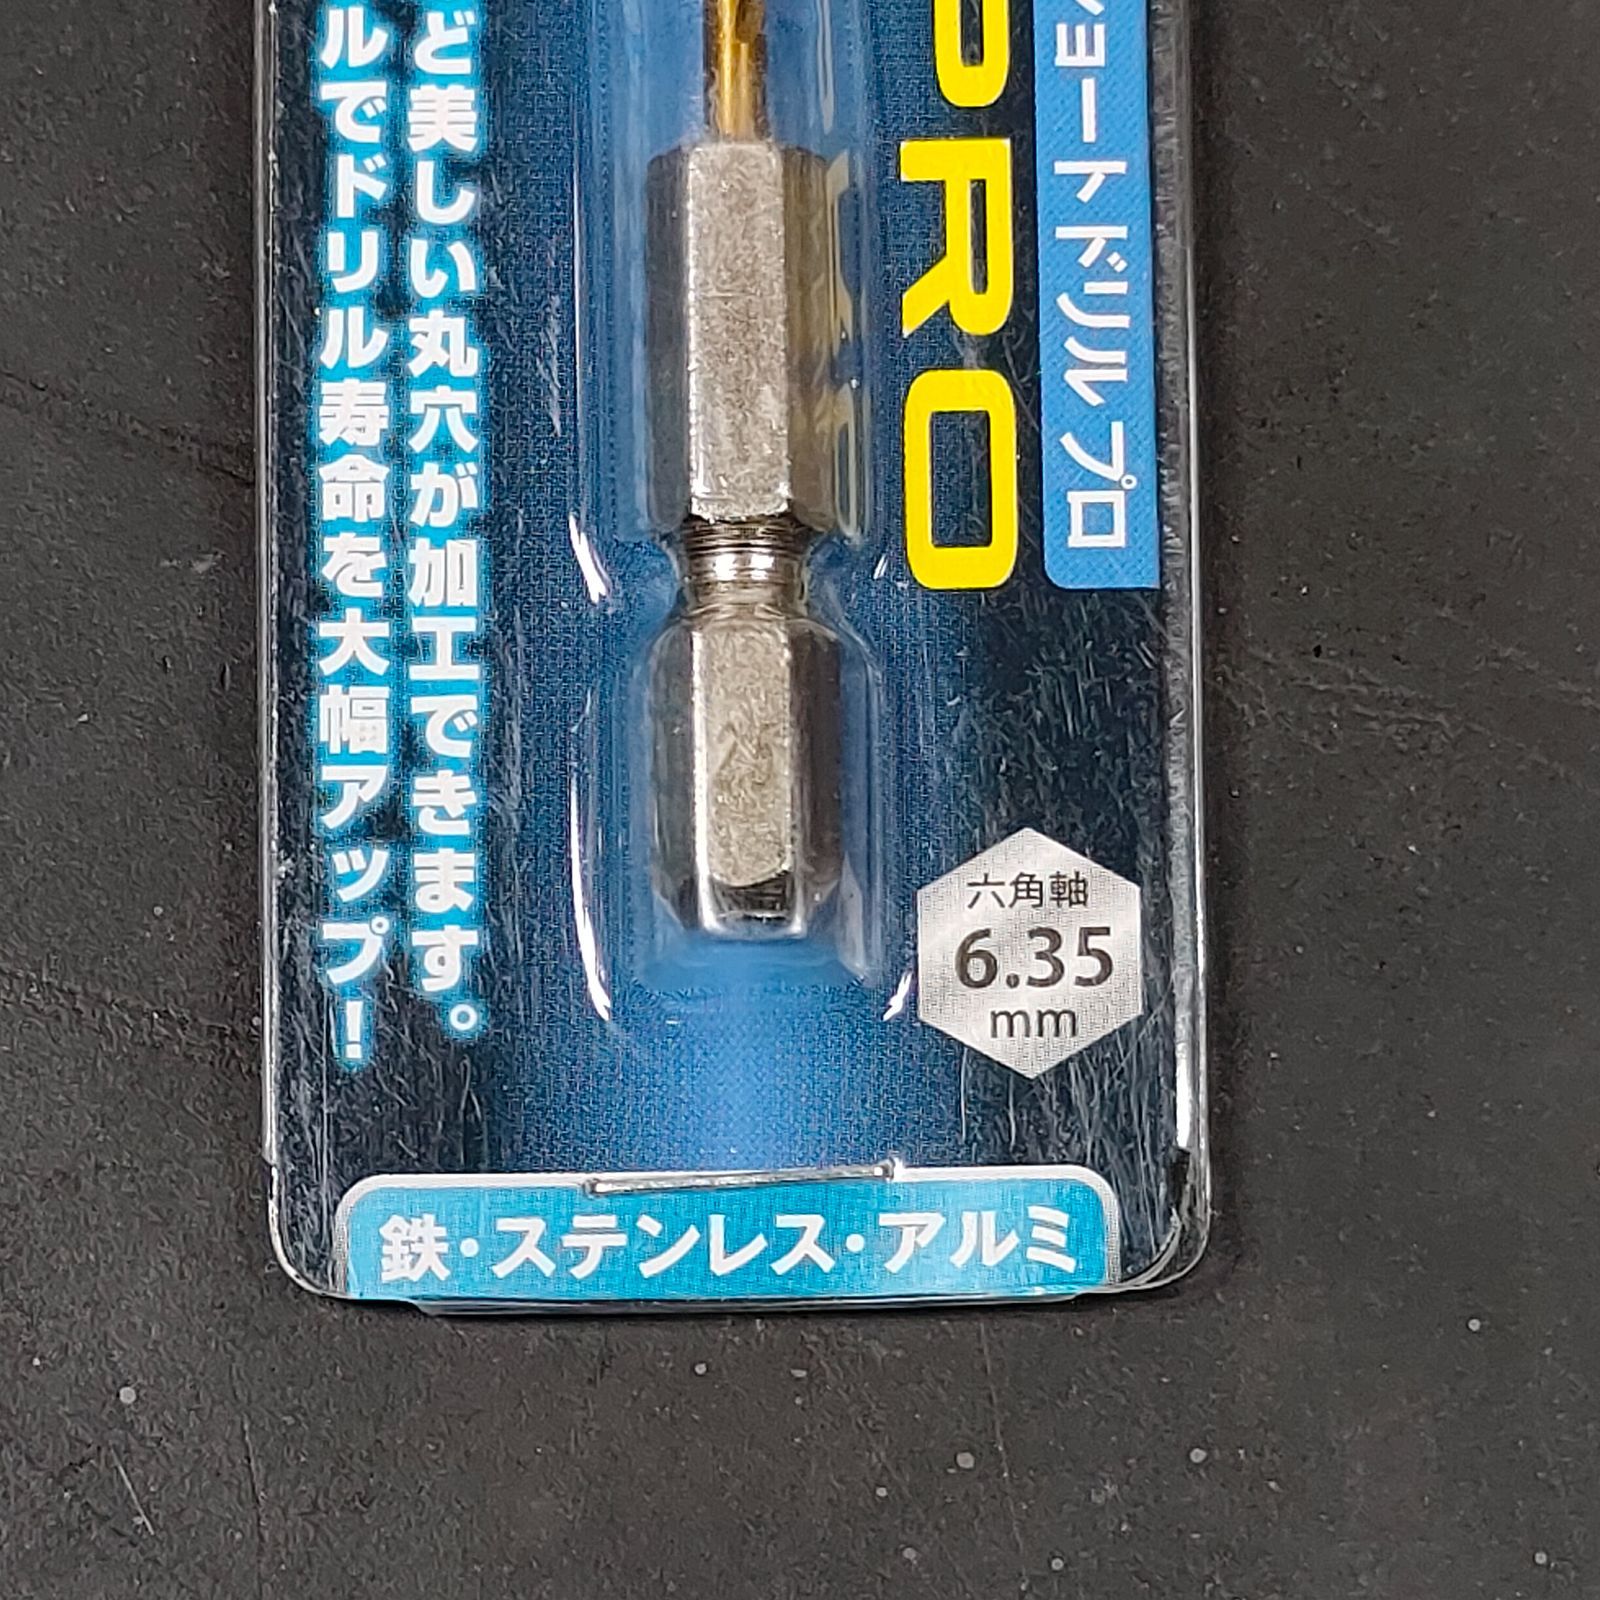 ョートドリル プロ
PRO
ど美しい丸穴が加工できます。
ルでドリル寿命を大幅アップ！
六角軸
6.35
mm
鉄・ステンレス・アルミ